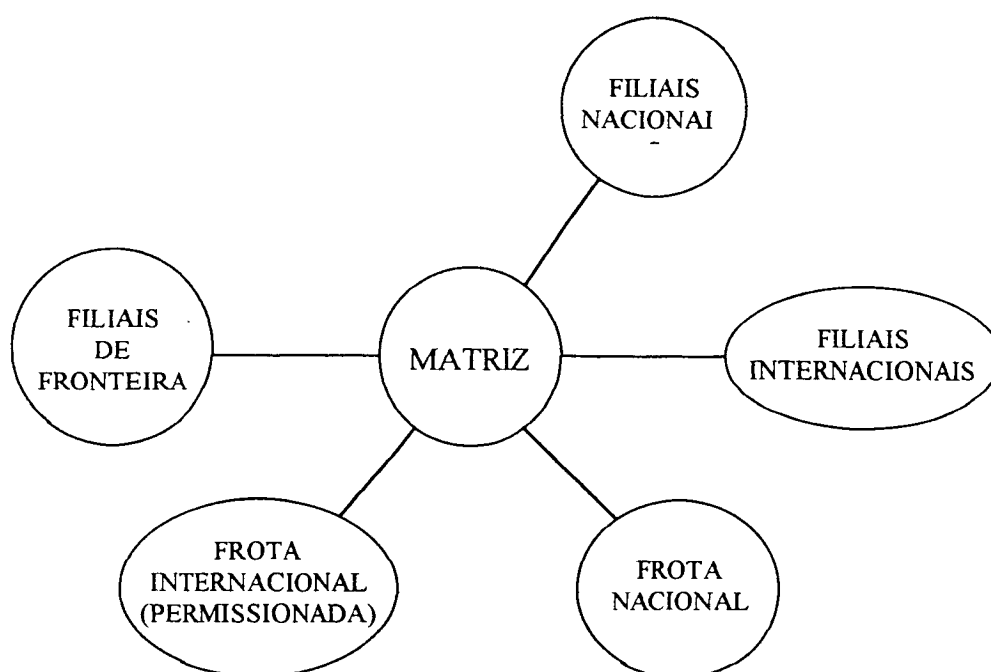 FILIAIS
NACIONAI
FILIAIS
DE
FRONTEIRA
MATRIZ
FILIAIS
INTERNACIONAIS
FROTA
INTERNACIONAL
(PERMISSIONADA)
FROTA
NACIONAL